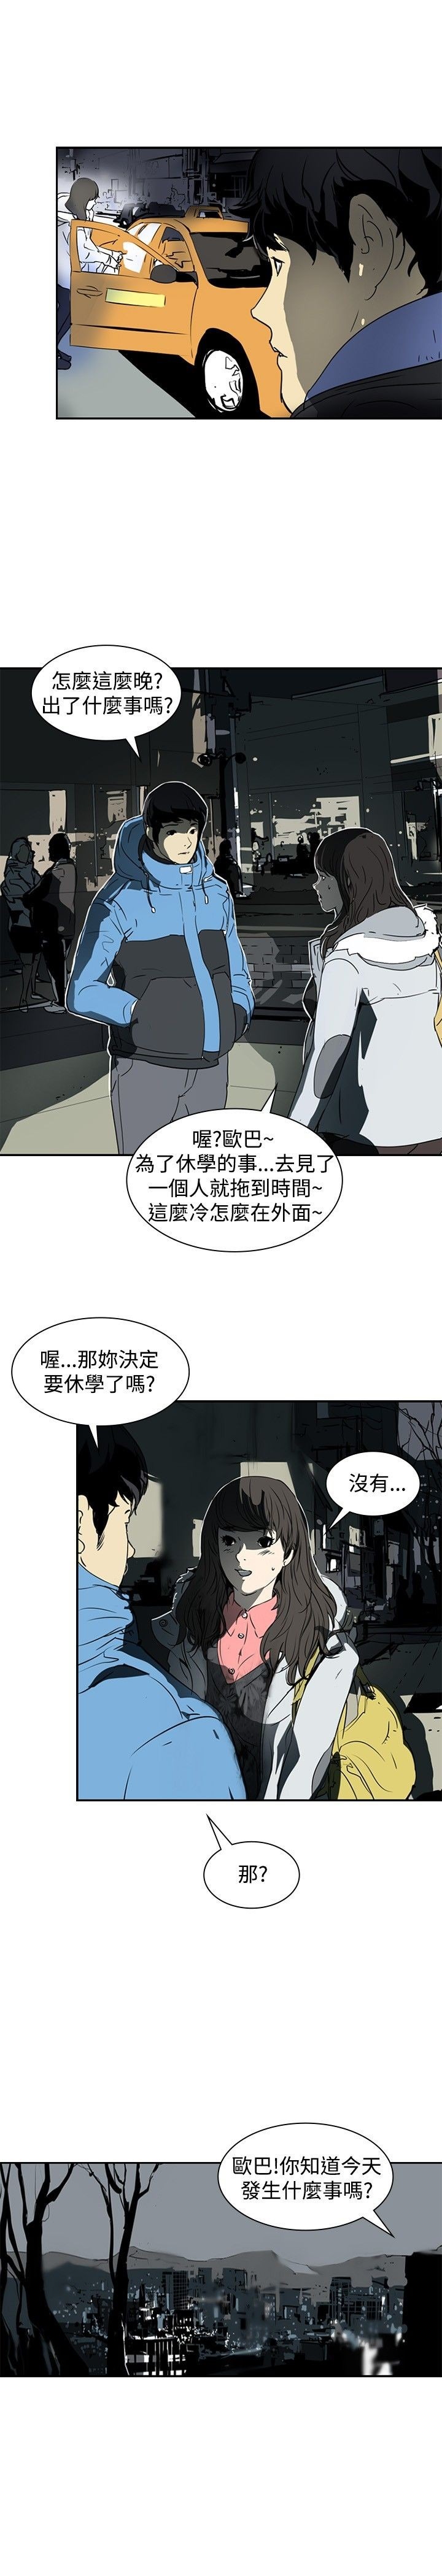 怎麼這麼晚?
出了什麼事嗎?
喔?歐巴~
為了休學的事...去見了
一個人就拖到時間~
這麼冷怎麼在外面~
喔...那妳決定
要休學了嗎?
沒有...
那?
歐巴!你知道今天
發生什麼事嗎?